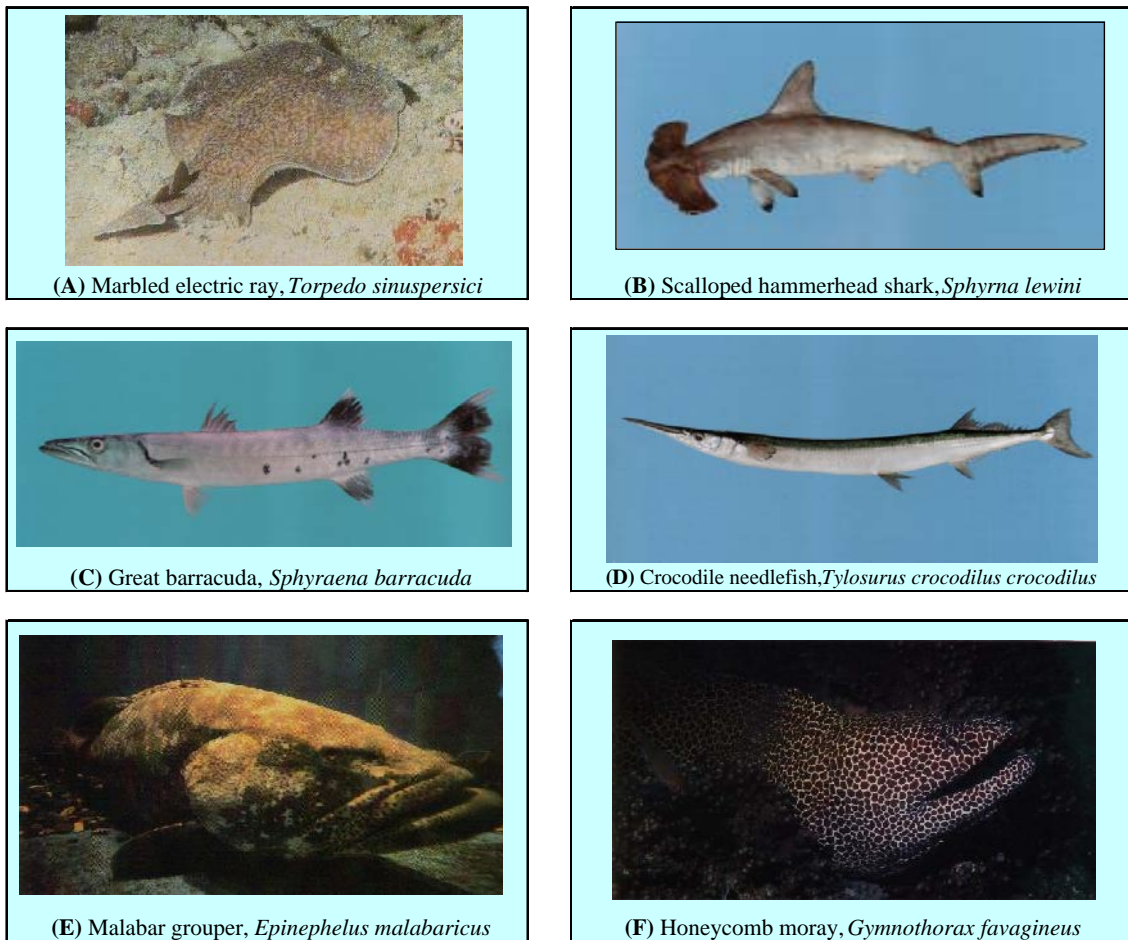 (A) Marbled electric ray, Torpedo sinuspersici
(B) Scalloped hammerhead shark, Sphyrna lewini
(C) Great barracuda, Sphyraena barracuda
(D) Crocodile needlefish, Tylosurus crocodilus crocodilus
(E) Malabar grouper, Epinephelus malabaricus
(F) Honeycomb moray, Gymnothorax favagineus